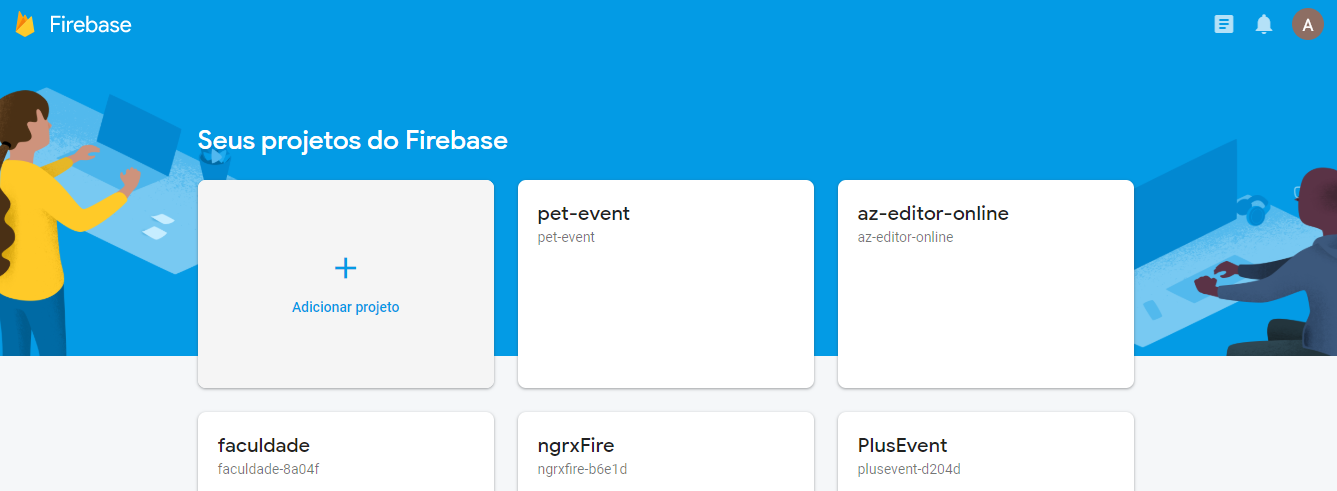 Firebase
A
Seus projetos do Firebase
Adicionar projeto
pet-event
pet-event
az-editor-online
az-editor-online
faculdade
faculdade-8a04f
ngrxFire
ngrxfire-b6e1d
PlusEvent
plusevent-d204d